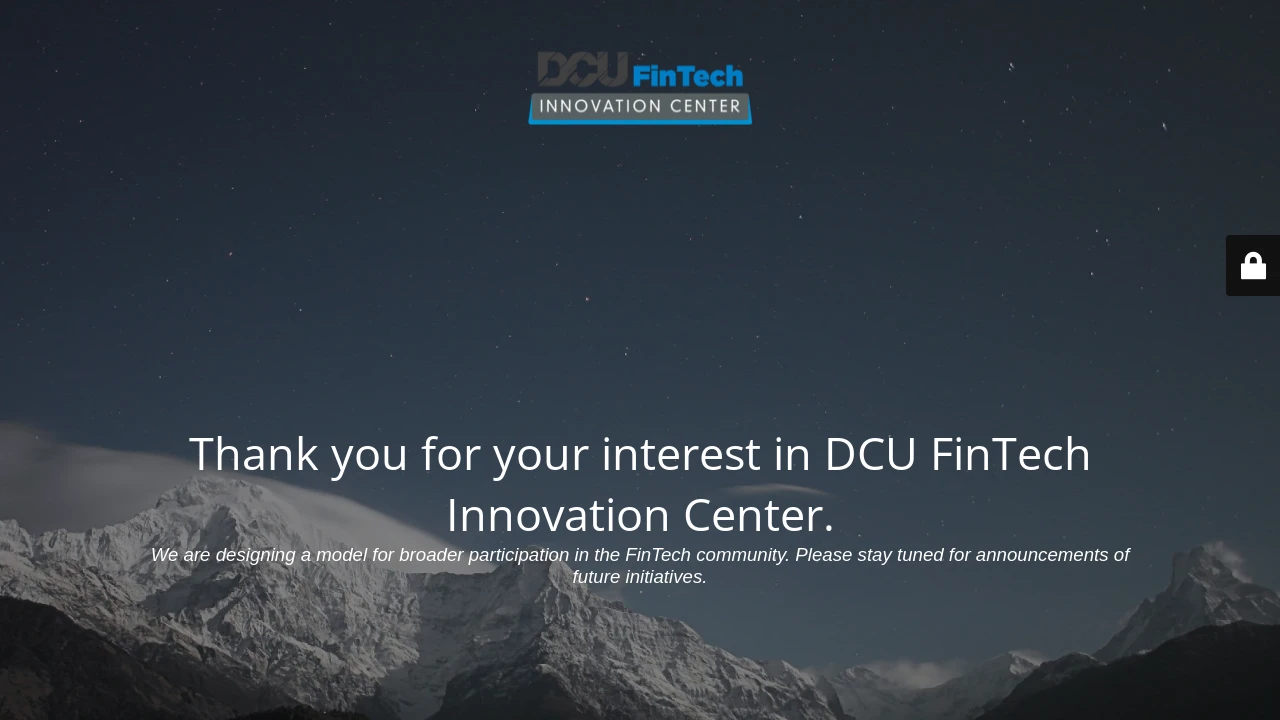 DCU FinTech
INNOVATION CENTER
Thank you for your interest in DCU FinTech
Innovation Center.
We are designing a model for broader participation in the FinTech community. Please stay tuned for announcements of
future initiatives.